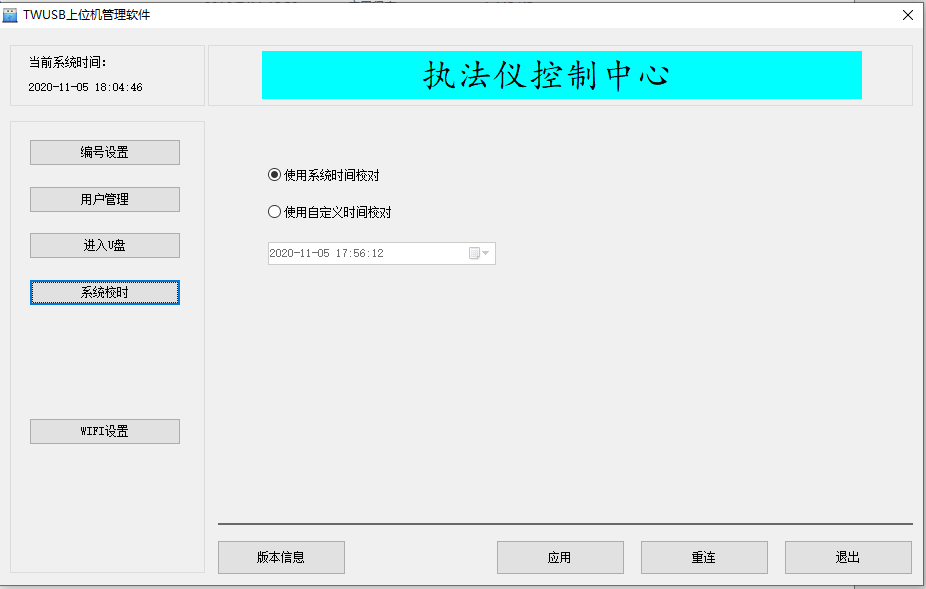 TWUSB上位机管理软件
当前系统时间:
2020-11-05 18:04:46
执法仪控制中心
编号设置
用户管理
进入U盘
系统校时
WIFI设置
使用系统时间校对
使用自定义时间校对
2020-11-05 17:56:12
版本信息
应用
重连
退出